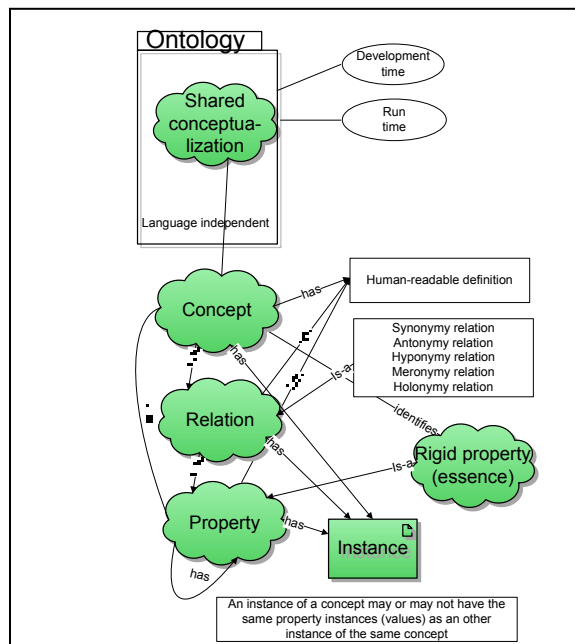 Ontology
Development
time
Shared
conceptua-
lization
Run
time
Language independent
Human-readable definition
has
Concept
Synonymy relation
Antonymy relation
Hyponymy relation
Meronymy relation
Holonymy relation
has
Is-a
identifies
Relation
has
Rigid property
(essence)
Is-a
Property
has
Instance
has
An instance of a concept may or may not have the
same property instances (values) as an other
instance of the same concept